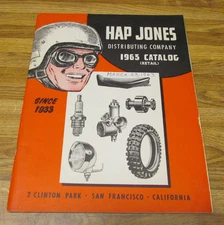 HAP JONES
DISTRIBUTING COMPANY
1965 CATALOG
(RETAIL)
SINCE
1933
2 CLINTON PARK · SAN FRANCISCO · CALIFORNIA